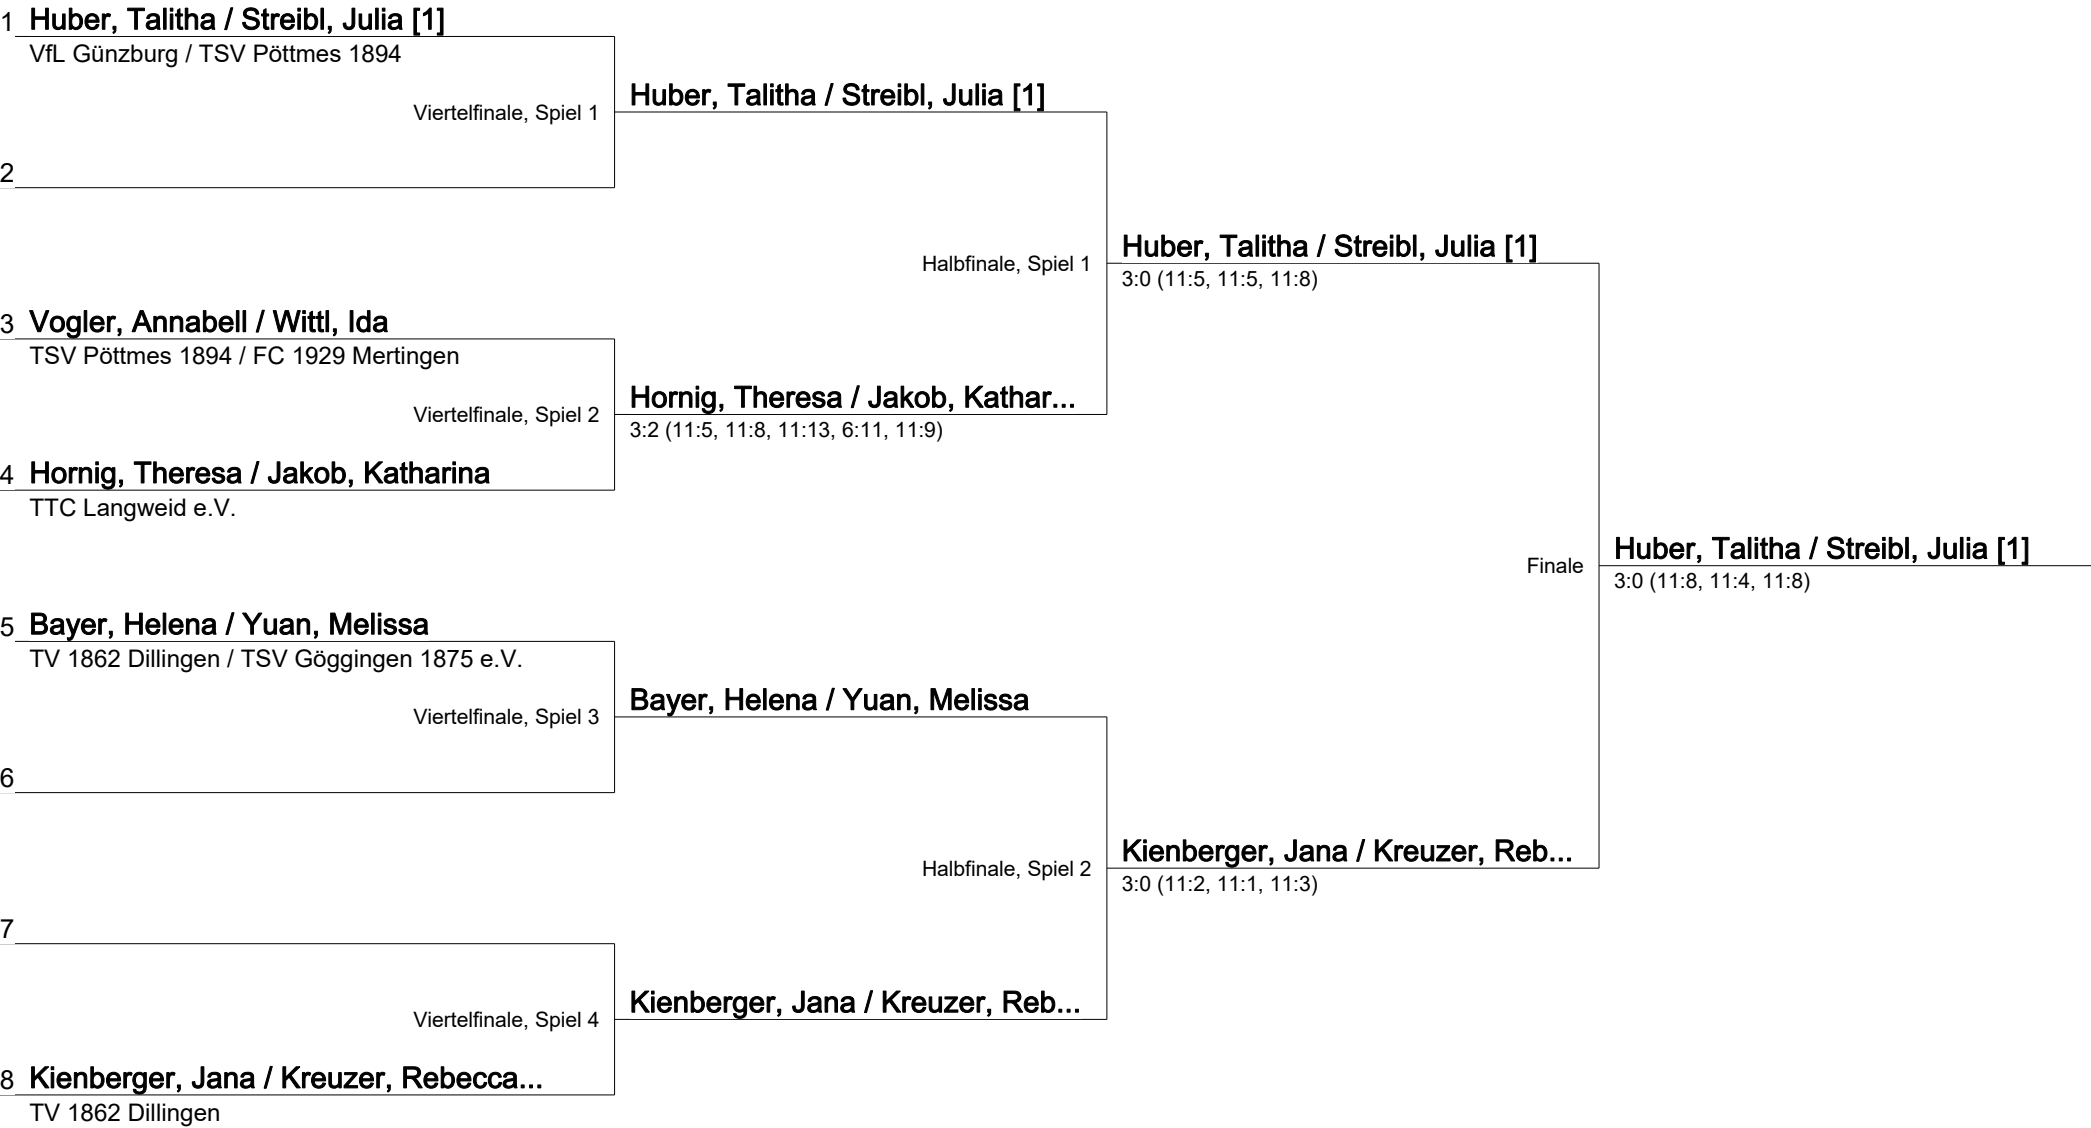 1 Huber, Talitha / Streibl, Julia [1]
VfL Günzburg / TSV Pöttmes 1894
Viertelfinale, Spiel 1
Huber, Talitha / Streibl, Julia [1]
2
Halbfinale, Spiel 1
Huber, Talitha / Streibl, Julia [1]
3:0 (11:5, 11:5, 11:8)
3 Vogler, Annabell / Wittl, Ida
TSV Pöttmes 1894 / FC 1929 Mertingen
Viertelfinale, Spiel 2
Hornig, Theresa / Jakob, Kathar...
3:2 (11:5, 11:8, 11:13, 6:11, 11:9)
4 Hornig, Theresa / Jakob, Katharina
TTC Langweid e.V.
Finale
Huber, Talitha / Streibl, Julia [1]
3:0 (11:8, 11:4, 11:8)
5 Bayer, Helena / Yuan, Melissa
TV 1862 Dillingen / TSV Göggingen 1875 e.V.
Viertelfinale, Spiel 3
Bayer, Helena / Yuan, Melissa
6
Halbfinale, Spiel 2
Kienberger, Jana / Kreuzer, Reb...
3:0 (11:2, 11:1, 11:3)
7
Viertelfinale, Spiel 4
Kienberger, Jana / Kreuzer, Reb...
8 Kienberger, Jana / Kreuzer, Rebecca...
TV 1862 Dillingen